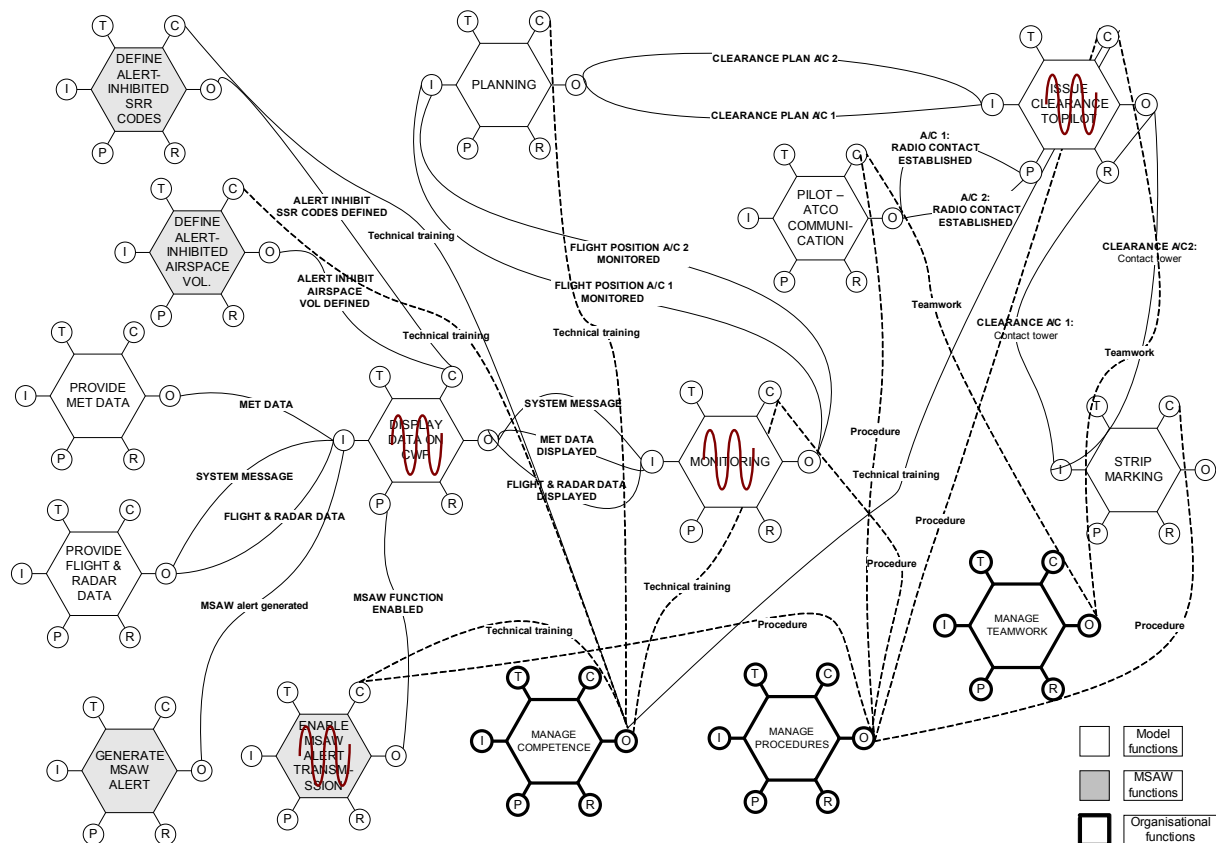 T
C
DEFINE
ALERT-
INHIBITED
SRR
CODES
I
O
P
R
T
C
PLANNING
I
O
P
R
CLEARANCE PLAN A/C 2
CLEARANCE PLAN A/C 1
T
C
ISSUE
CLEARANCE
TO PILOT
I
O
P
R
A/C 1:
RADIO CONTACT
ESTABLISHED
A/C 2:
RADIO CONTACT
ESTABLISHED
T
C
PILOT –
ATCO
COMMUNI-
CATION
I
O
P
R
T
C
DEFINE
ALERT-
INHIBITED
AIRSPACE
VOL.
I
O
P
R
ALERT INHIBIT
SSR CODES DEFINED
Technical training
ALERT INHIBIT
AIRSPACE
VOL DEFINED
FLIGHT POSITION A/C 2
MONITORED
FLIGHT POSITION A/C 1
MONITORED
CLEARANCE A/C2:
Contact tower
Teamwork
CLEARANCE A/C 1:
Contact tower
Teamwork
Technical training
Technical training
T
C
PROVIDE
MET DATA
I
O
P
R
MET DATA
T
C
DISPLAY
DATA ON
CWP
I
O
P
R
SYSTEM MESSAGE
MET DATA
DISPLAYED
FLIGHT & RADAR DATA
DISPLAYED
T
C
MONITORING
I
O
P
R
Procedure
Technical training
Procedure
Procedure
T
C
STRIP
MARKING
I
O
P
R
SYSTEM MESSAGE
FLIGHT & RADAR DATA
T
C
PROVIDE
FLIGHT &
RADAR
DATA
I
O
P
R
MSAW alert generated
MSAW FUNCTION
ENABLED
Technical training
Technical training
Procedure
Procedure
T
C
MANAGE
TEAMWORK
I
O
P
R
T
C
GENERATE
MSAW
ALERT
I
O
P
R
T
C
ENABLE
MSAW
ALERT
TRANSMI-
SSION
I
O
P
R
T
C
MANAGE
COMPETENCE
I
O
P
R
T
C
MANAGE
PROCEDURES
I
O
P
R
Model
functions
MSAW
functions
Organisational
functions